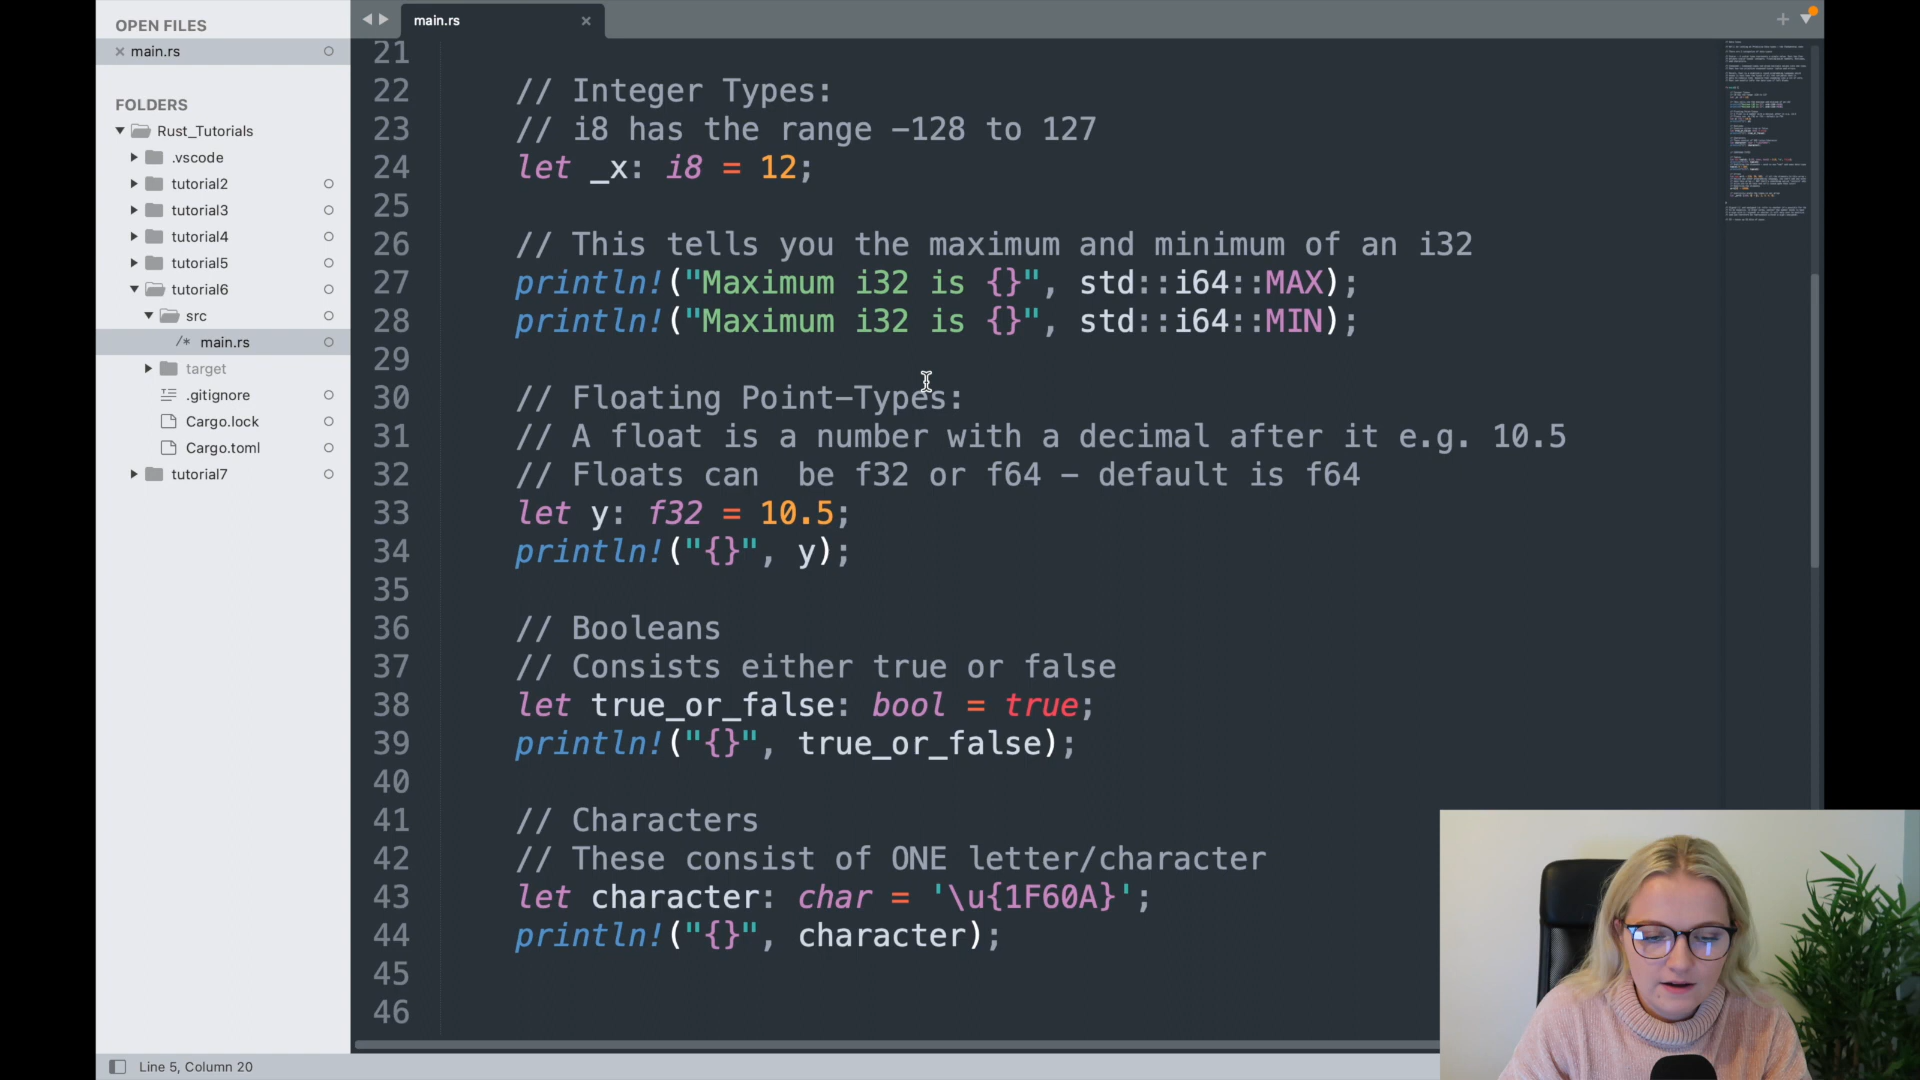 OPEN FILES
main.rs
FOLDERS
Rust_Tutorials
.vscode
tutorial2
tutorial3
tutorial4
tutorial5
tutorial6
src
/* main.rs
target
.gitignore
Cargo.lock
Cargo.toml
tutorial7
main.rs
21
22 // Integer Types:
23 // i8 has the range -128 to 127
24 let _x: i8 = 12;
25
26 // This tells you the maximum and minimum of an i32
27 println!("Maximum i32 is {}", std::i64::MAX);
28 println!("Maximum i32 is {}", std::i64::MIN);
29
30 // Floating Point-Types:
31 // A float is a number with a decimal after it e.g. 10.5
32 // Floats can  be f32 or f64 - default is f64
33 let y: f32 = 10.5;
34 println!("{}", y);
35
36 // Booleans
37 // Consists either true or false
38 let true_or_false: bool = true;
39 println!("{}", true_or_false);
40
41 // Characters
42 // These consist of ONE letter/character
43 let character: char = '\u{1F60A}';
44 println!("{}", character);
45
46
Line 5, Column 20